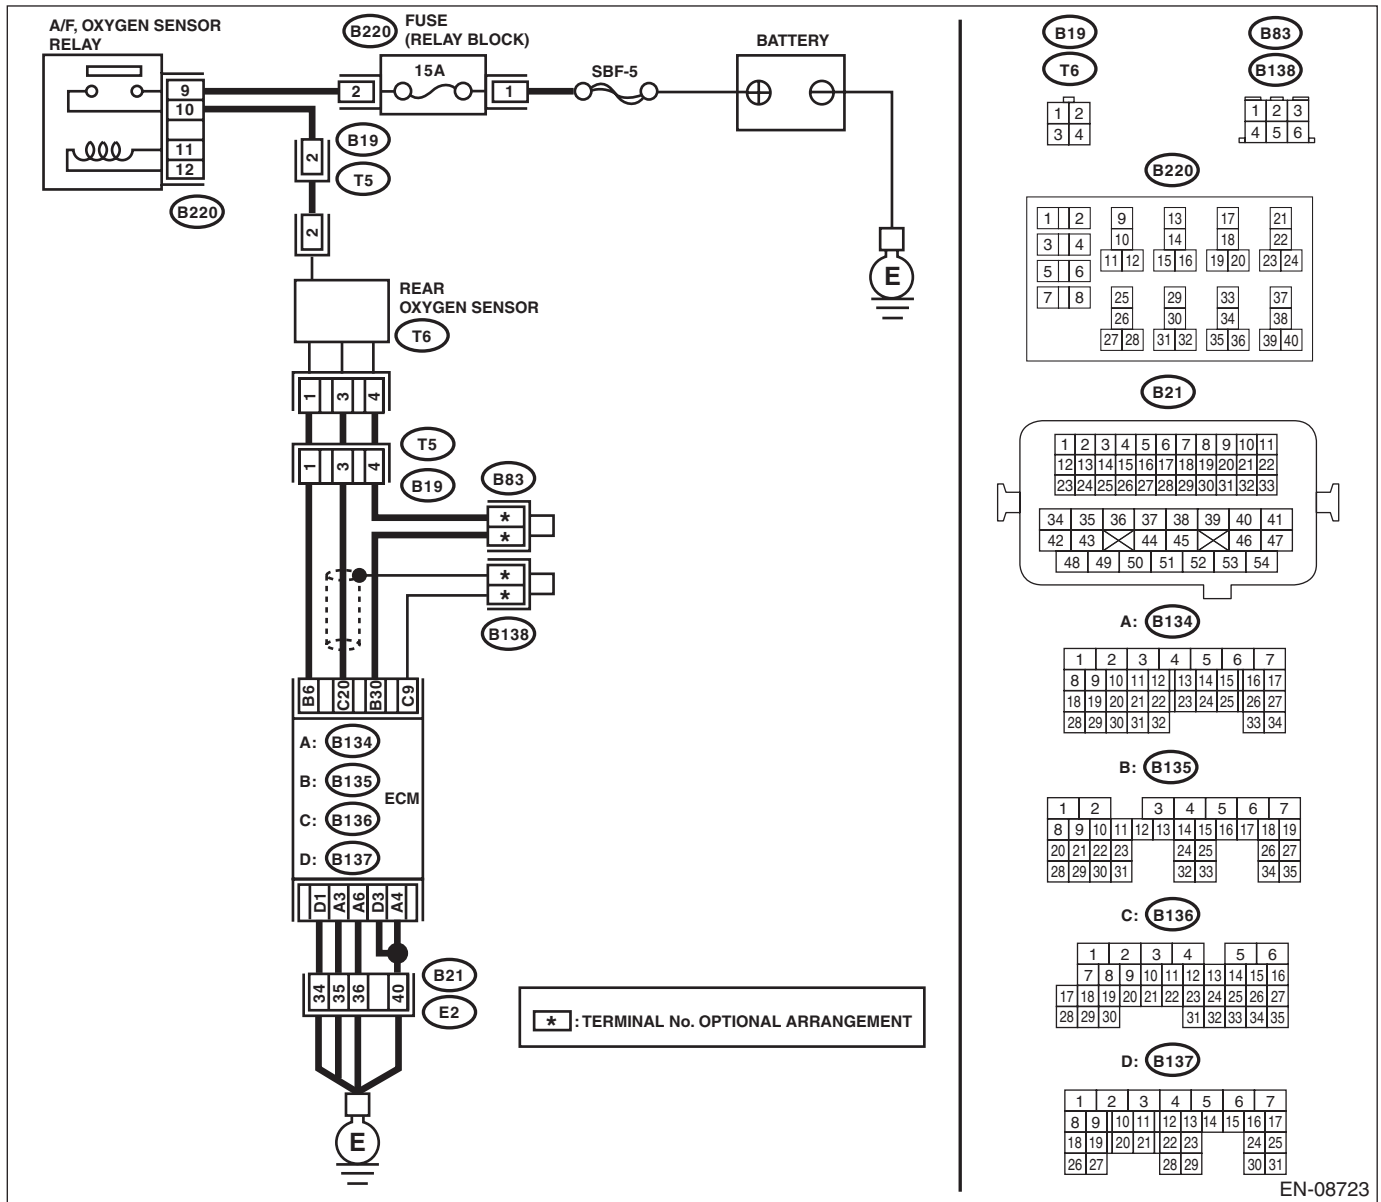 A/F, OXYGEN SENSOR
RELAY
9
10
11
12
B220
B220
FUSE
(RELAY BLOCK)
15A
2
1
SBF-5
BATTERY
E
2
B19
T5
2
REAR
OXYGEN SENSOR
T6
1 3 4
T5
1 3 4
B19
B83
*
*
*
*
B138
B6 C20 B30 C9
A: B134
B: B135
ECM
C: B136
D: B137
D1 A3 A6 D3 A4
34 35 36 40
B21
E2
E
* : TERMINAL No. OPTIONAL ARRANGEMENT
B19
T6
1 2
3 4
B83
B138
1 2 3
4 5 6
B220
1 2 9 13 17 21
3 4 10 14 18 22
11 12 15 16 19 20 23 24
5 6
7 8 25 29 33 37
26 30 34 38
27 28 31 32 35 36 39 40
B21
1 2 3 4 5 6 7 8 9 10 11
12 13 14 15 16 17 18 19 20 21 22
23 24 25 26 27 28 29 30 31 32 33
34 35 36 37 38 39 40 41
42 43 44 45 46 47
48 49 50 51 52 53 54
A: B134
1 2 3 4 5 6 7
8 9 10 11 12 13 14 15 16 17
18 19 20 21 22 23 24 25 26 27
28 29 30 31 32 33 34
B: B135
1 2 3 4 5 6 7
8 9 10 11 12 13 14 15 16 17 18 19
20 21 22 23 24 25 26 27
28 29 30 31 32 33 34 35
C: B136
1 2 3 4 5 6
7 8 9 10 11 12 13 14 15 16
17 18 19 20 21 22 23 24 25 26 27
28 29 30 31 32 33 34 35
D: B137
1 2 3 4 5 6 7
8 9 10 11 12 13 14 15 16 17
18 19 20 21 22 23 24 25
26 27 28 29 30 31
EN-08723